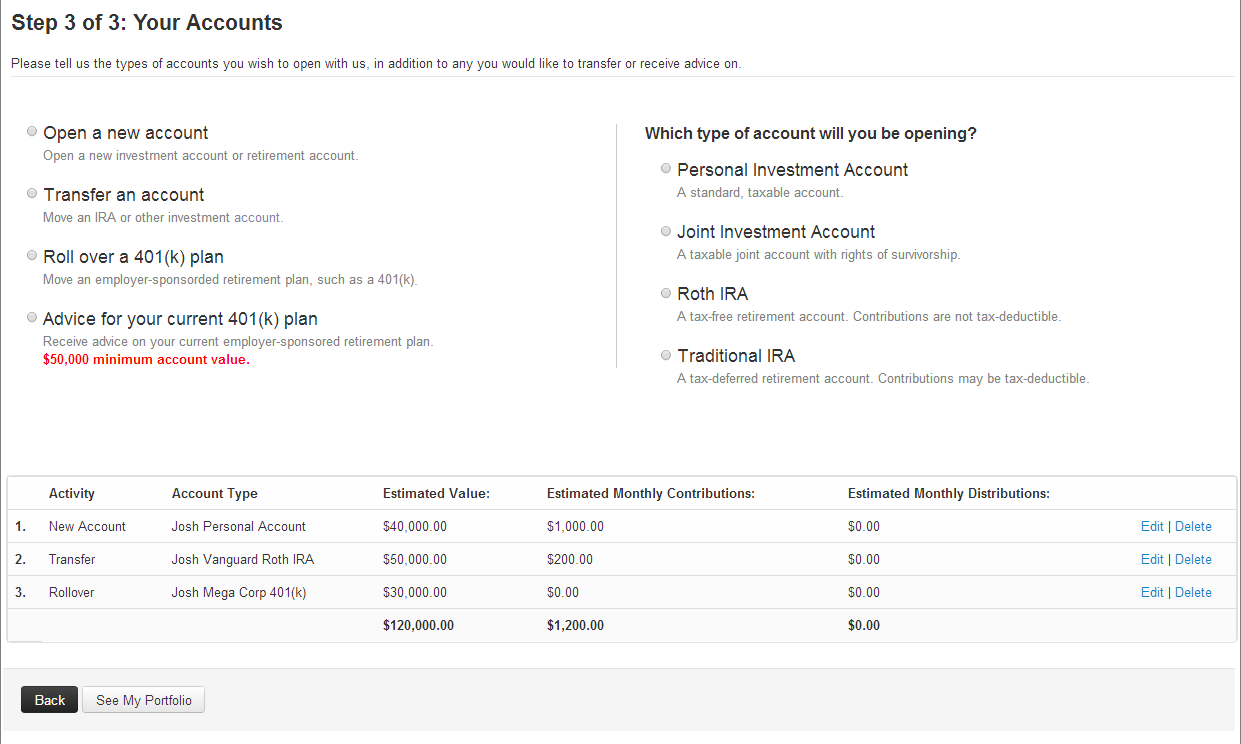 Step 3 of 3: Your Accounts
Please tell us the types of accounts you wish to open with us, in addition to any you would like to transfer or receive advice on.
Open a new account
Open a new investment account or retirement account.
Transfer an account
Move an IRA or other investment account.
Roll over a 401(k) plan
Move an employer-sponsorded retirement plan, such as a 401(k).
Advice for your current 401(k) plan
Receive advice on your current employer-sponsored retirement plan.
$50,000 minimum account value.
Which type of account will you be opening?
Personal Investment Account
A standard, taxable account.
Joint Investment Account
A taxable joint account with rights of survivorship.
Roth IRA
A tax-free retirement account. Contributions are not tax-deductible.
Traditional IRA
A tax-deferred retirement account. Contributions may be tax-deductible.
Activity Account Type Estimated Value: Estimated Monthly Contributions: Estimated Monthly Distributions:
1. New Account Josh Personal Account $40,000.00 $1,000.00 $0.00 Edit | Delete
2. Transfer Josh Vanguard Roth IRA $50,000.00 $200.00 $0.00 Edit | Delete
3. Rollover Josh Mega Corp 401(k) $30,000.00 $0.00 $0.00 Edit | Delete
$120,000.00 $1,200.00 $0.00
Back See My Portfolio